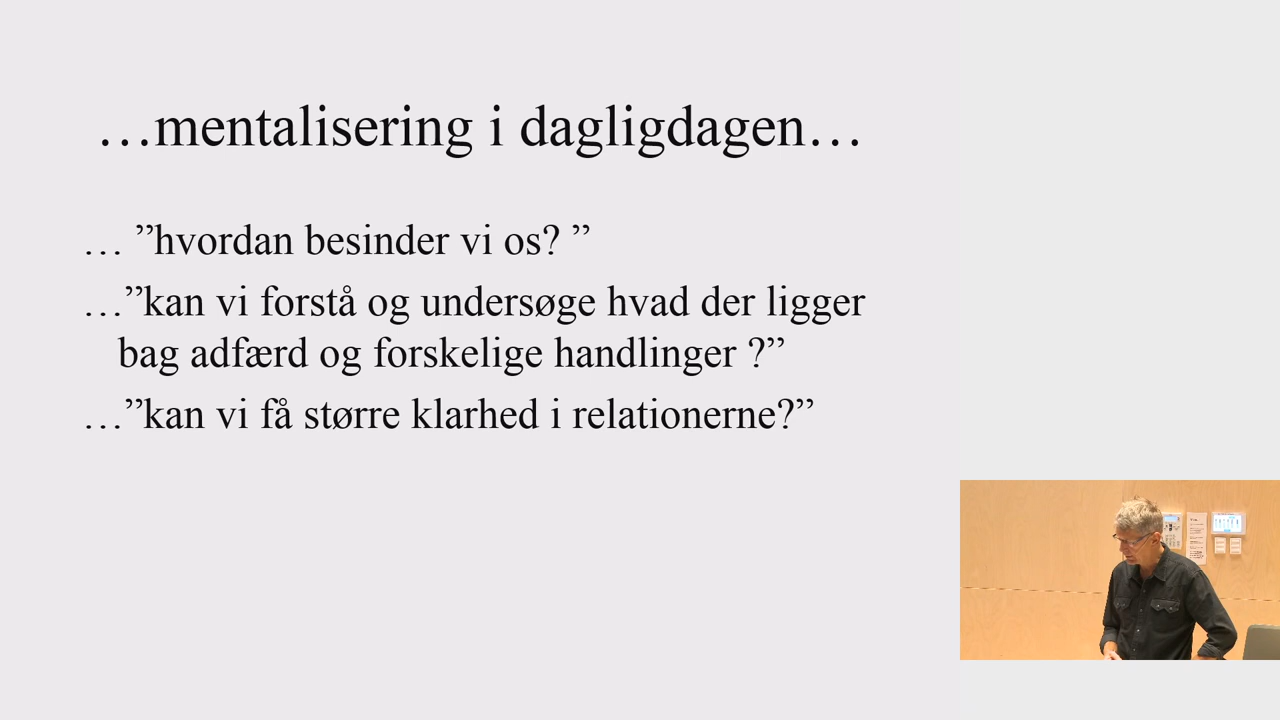 …mentalisering i dagligdagen…
… ”hvordan besinder vi os? ”
…”kan vi forstå og undersøge hvad der ligger
bag adfærd og forskelige handlinger ?”
…”kan vi få større klarhed i relationerne?”